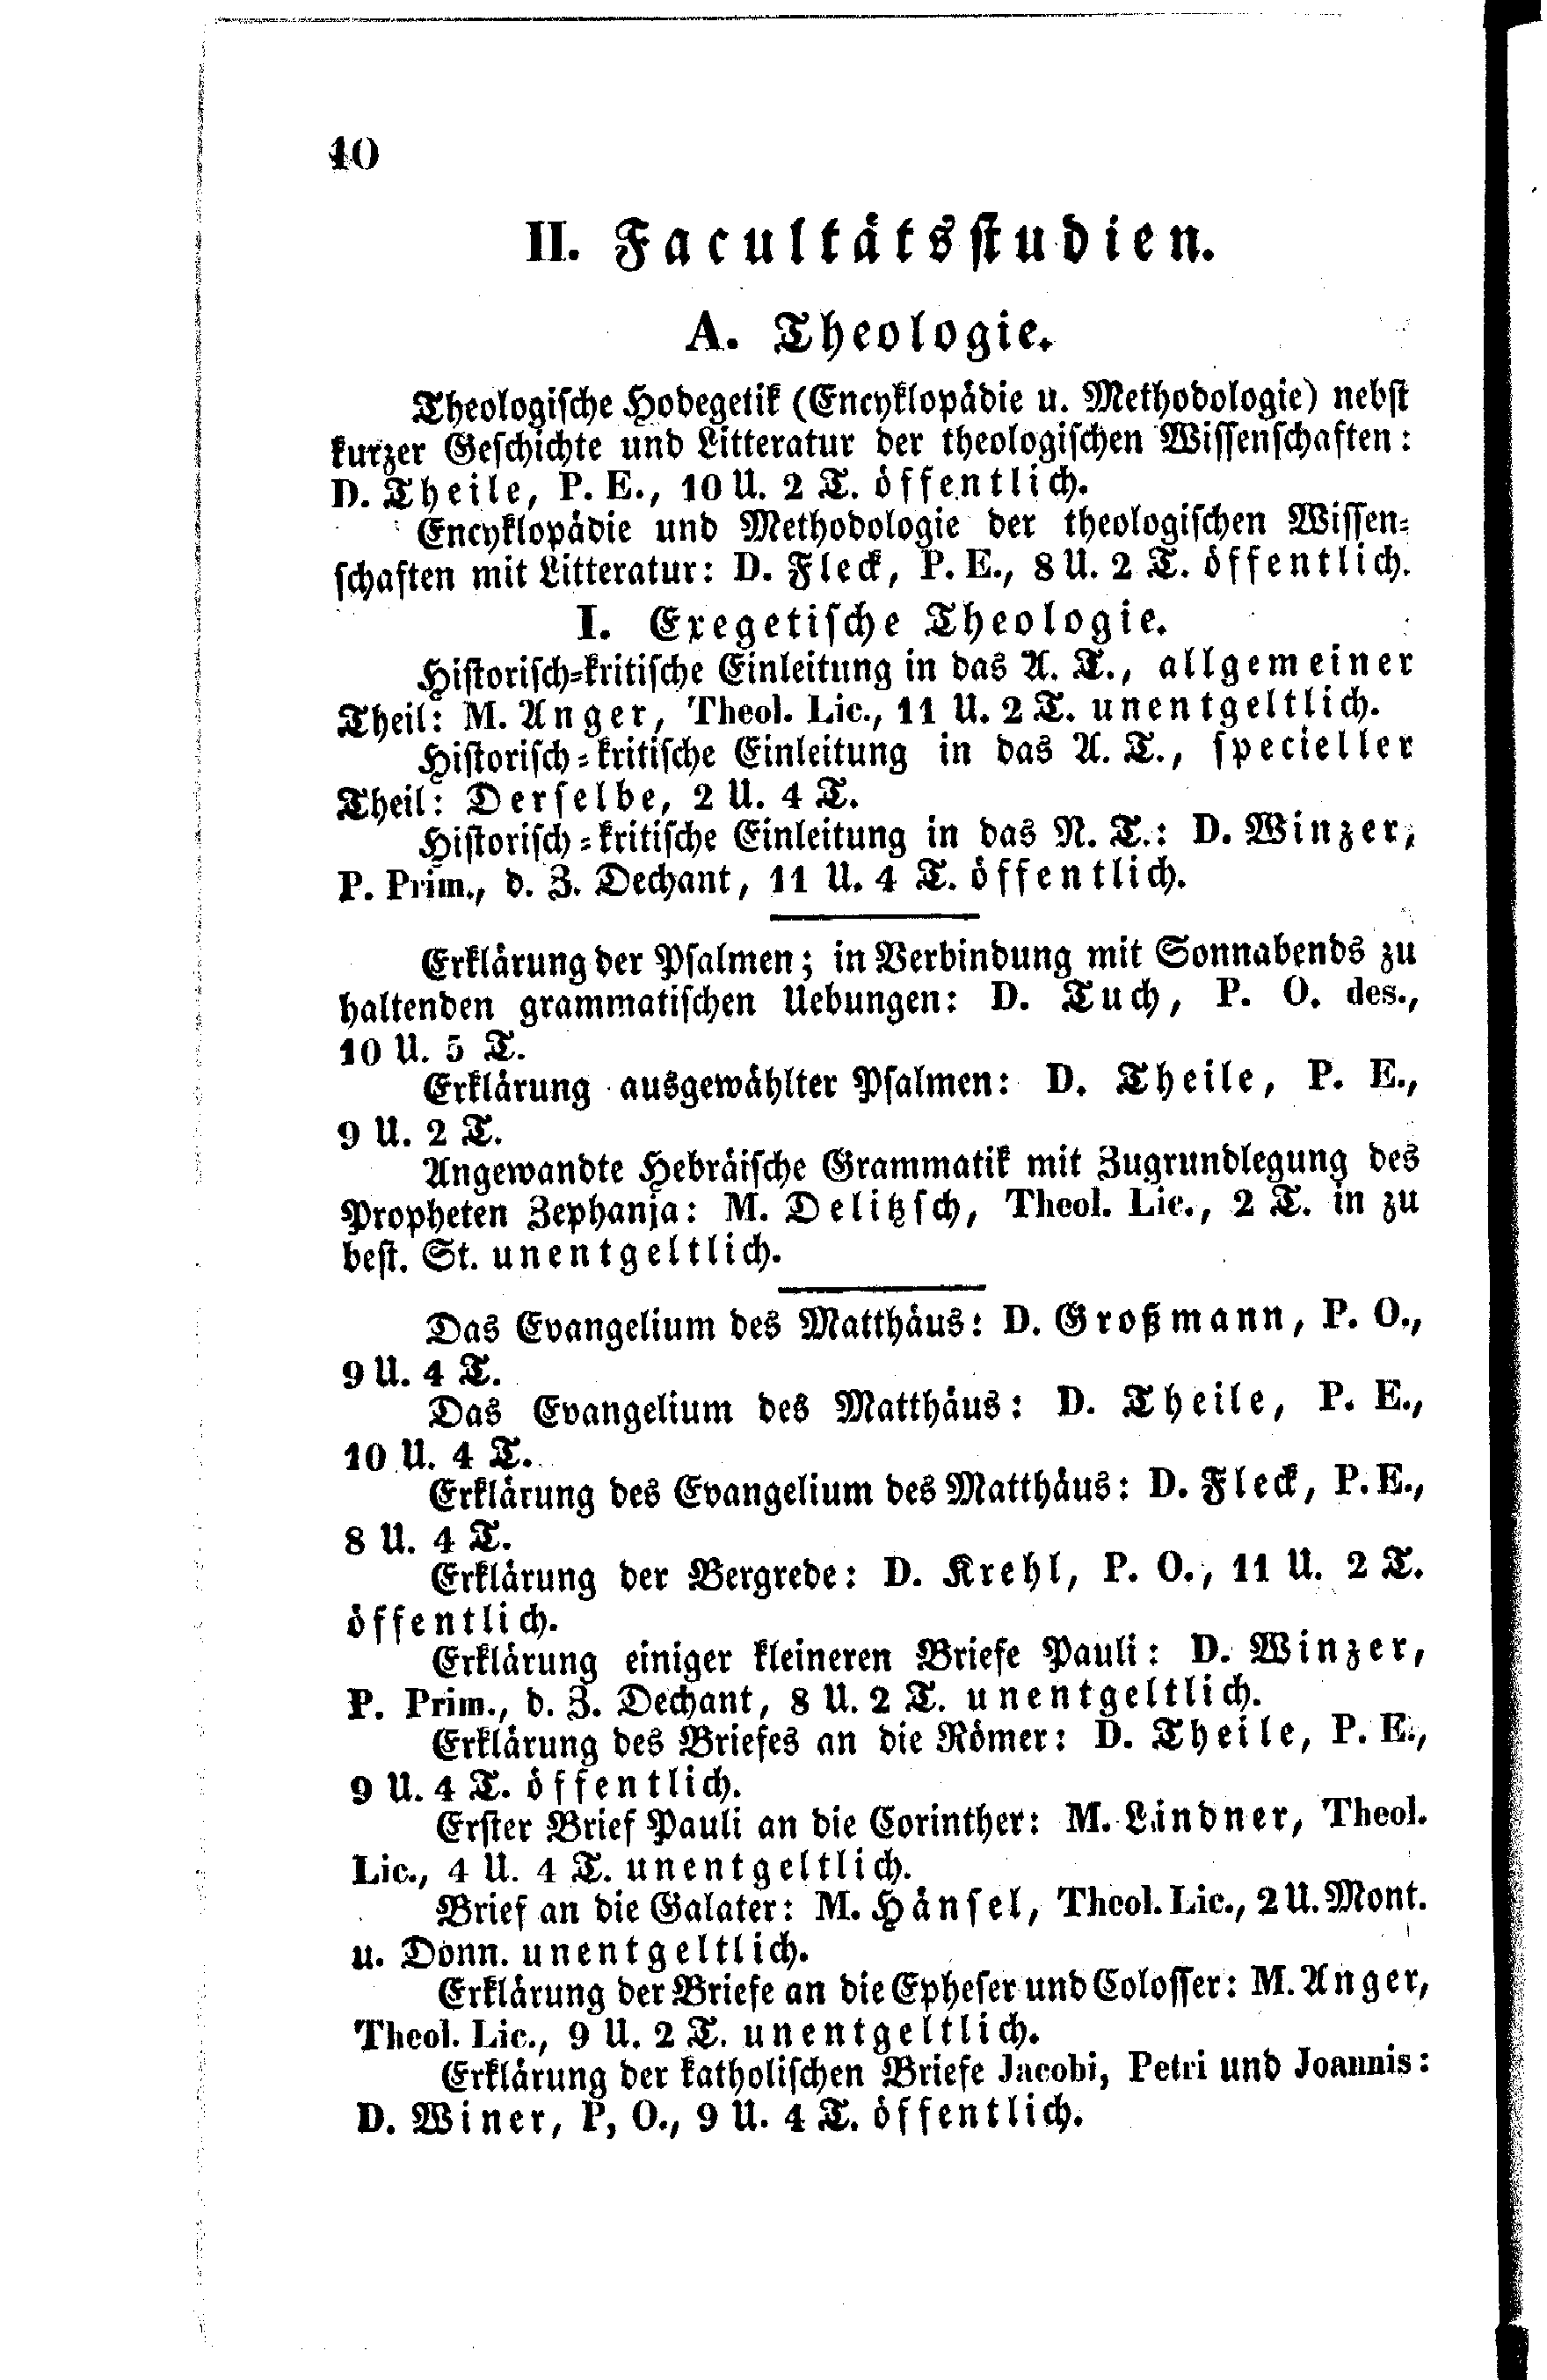 40
II. Facultätsstudien.
A. Theologie.
Theologische Hodegetik (Encyklopädie u. Methodologie) nebst
kurzer Geschichte und Litteratur der theologischen Wissenschaften:
D. Theile, P. E., 10 U. 2 T. öffentlich.
Encyklopädie und Methodologie der theologischen Wissen-
schaften mit Litteratur: D. Fleck, P. E., 8 U. 2 T. öffentlich.
I. Exegetische Theologie.
Historisch-kritische Einleitung in das A. T., allgemeiner
Theil: M. Anger, Theol. Lic., 11 U. 2 T. unentgeltlich.
Historisch-kritische Einleitung in das A. T., specieller
Theil: Derselbe, 2 U. 4 T.
Historisch-kritische Einleitung in das N. T.: D. Winzer,
P. Prim., d. Z. Dechant, 11 U. 4 T. öffentlich.
Erklärung der Psalmen; in Verbindung mit Sonnabends zu
haltenden grammatischen Uebungen: D. Tuch, P. O. des.,
10 U. 5 T.
Erklärung ausgewählter Psalmen: D. Theile, P. E.,
9 U. 2 T.
Angewandte Hebräische Grammatik mit Zugrundlegung des
Propheten Zephanja: M. Delitzsch, Theol. Lic., 2 T. in zu
best. St. unentgeltlich.
Das Evangelium des Matthäus: D. Großmann, P. O.,
9 U. 4 T.
Das Evangelium des Matthäus: D. Theile, P. E.,
10 U. 4 T.
Erklärung des Evangelium des Matthäus: D. Fleck, P. E.,
8 U. 4 T.
Erklärung der Bergrede: D. Krehl, P. O., 11 U. 2 T.
öffentlich.
Erklärung einiger kleineren Briefe Pauli: D. Winzer,
P. Prim., d. Z. Dechant, 8 U. 2 T. unentgeltlich.
Erklärung des Briefes an die Römer: D. Theile, P. E.,
9 U. 4 T. öffentlich.
Erster Brief Pauli an die Corinther: M. Lindner, Theol.
Lic., 4 U. 4 T. unentgeltlich.
Brief an die Galater: M. Hänsel, Theol. Lic., 2 U. Mont.
u. Donn. unentgeltlich.
Erklärung der Briefe an die Epheser und Colosser: M. Anger,
Theol. Lic., 9 U. 2 T. unentgeltlich.
Erklärung der katholischen Briefe Jacobi, Petri und Joannis:
D. Winer, P, O., 9 U. 4 T. öffentlich.